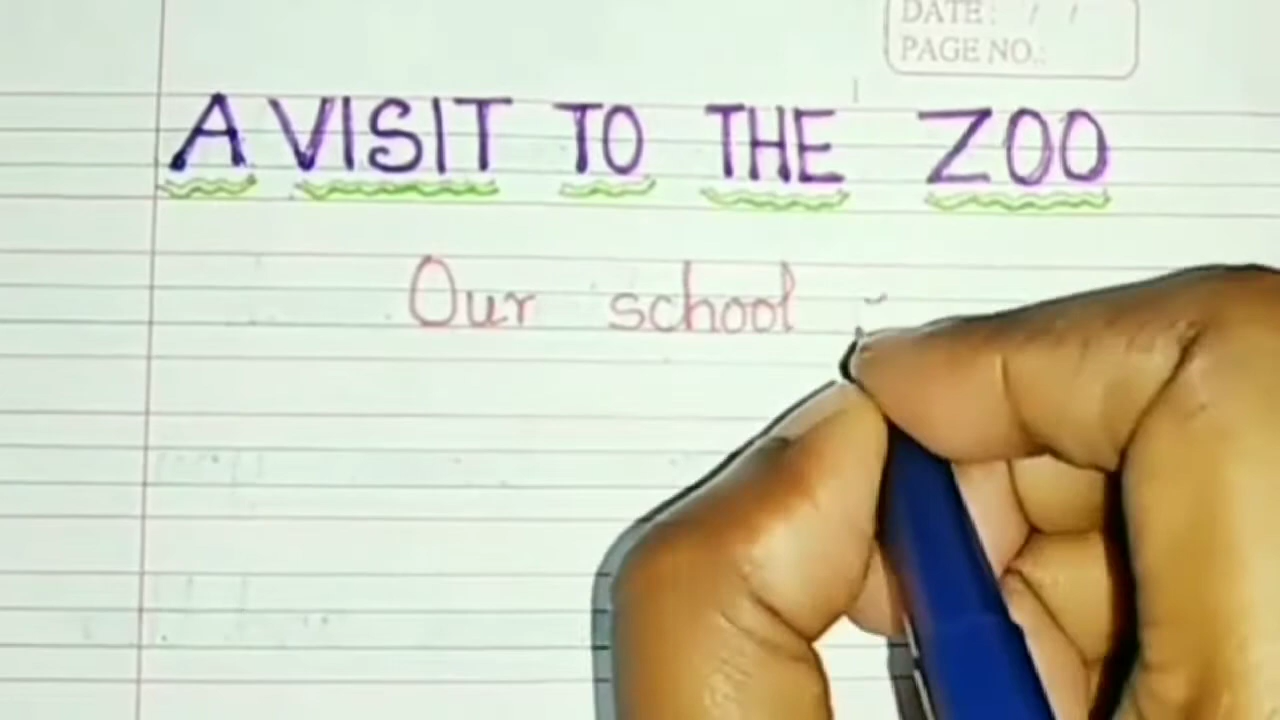 DATE: / /
PAGE NO.:
A VISIT TO THE ZOO
Our school